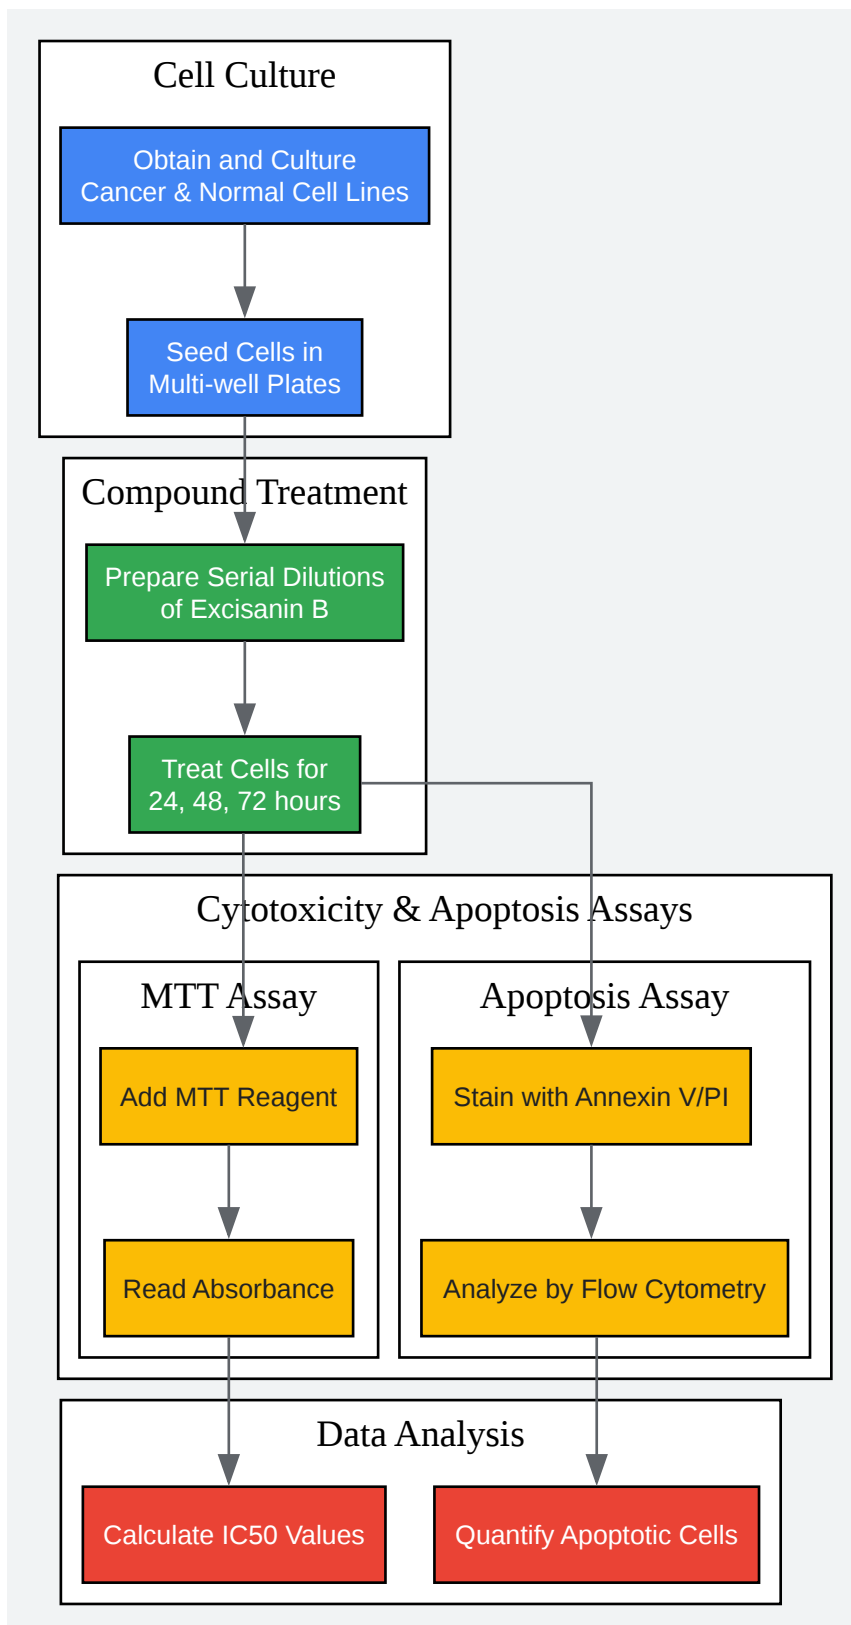 Cell Culture
Obtain and Culture
Cancer & Normal Cell Lines
Seed Cells in
Multi-well Plates
Compound Treatment
Prepare Serial Dilutions
of Excisanin B
Treat Cells for
24, 48, 72 hours
Cytotoxicity & Apoptosis Assays
MTT Assay
Add MTT Reagent
Read Absorbance
Apoptosis Assay
Stain with Annexin V/PI
Analyze by Flow Cytometry
Data Analysis
Calculate IC50 Values
Quantify Apoptotic Cells